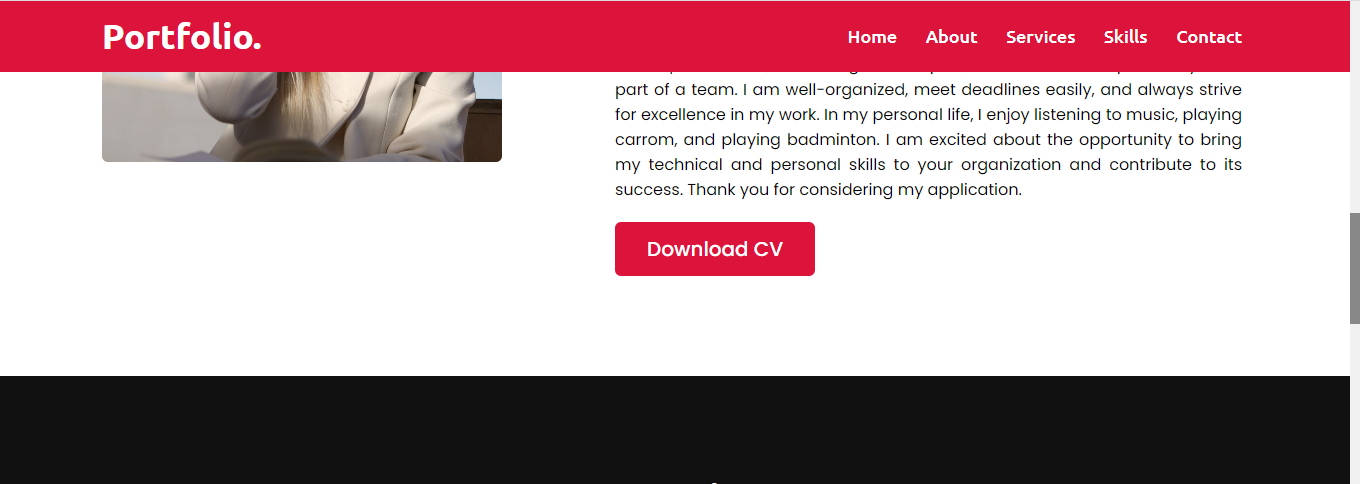 Portfolio.
Home About Services Skills Contact
part of a team. I am well-organized, meet deadlines easily, and always strive
for excellence in my work. In my personal life, I enjoy listening to music, playing
carrom, and playing badminton. I am excited about the opportunity to bring
my technical and personal skills to your organization and contribute to its
success. Thank you for considering my application.
Download CV